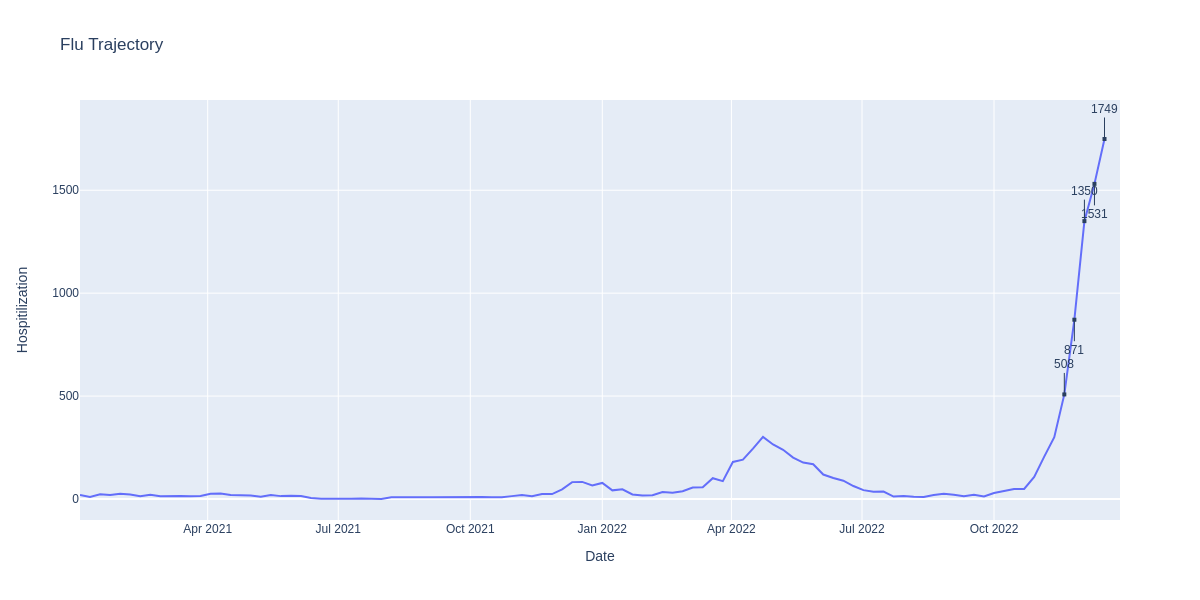 Flu Trajectory
1749
1350
1531
871
508
1500
1000
500
0
Hospitilization
Apr 2021
Jul 2021
Oct 2021
Jan 2022
Apr 2022
Jul 2022
Oct 2022
Date